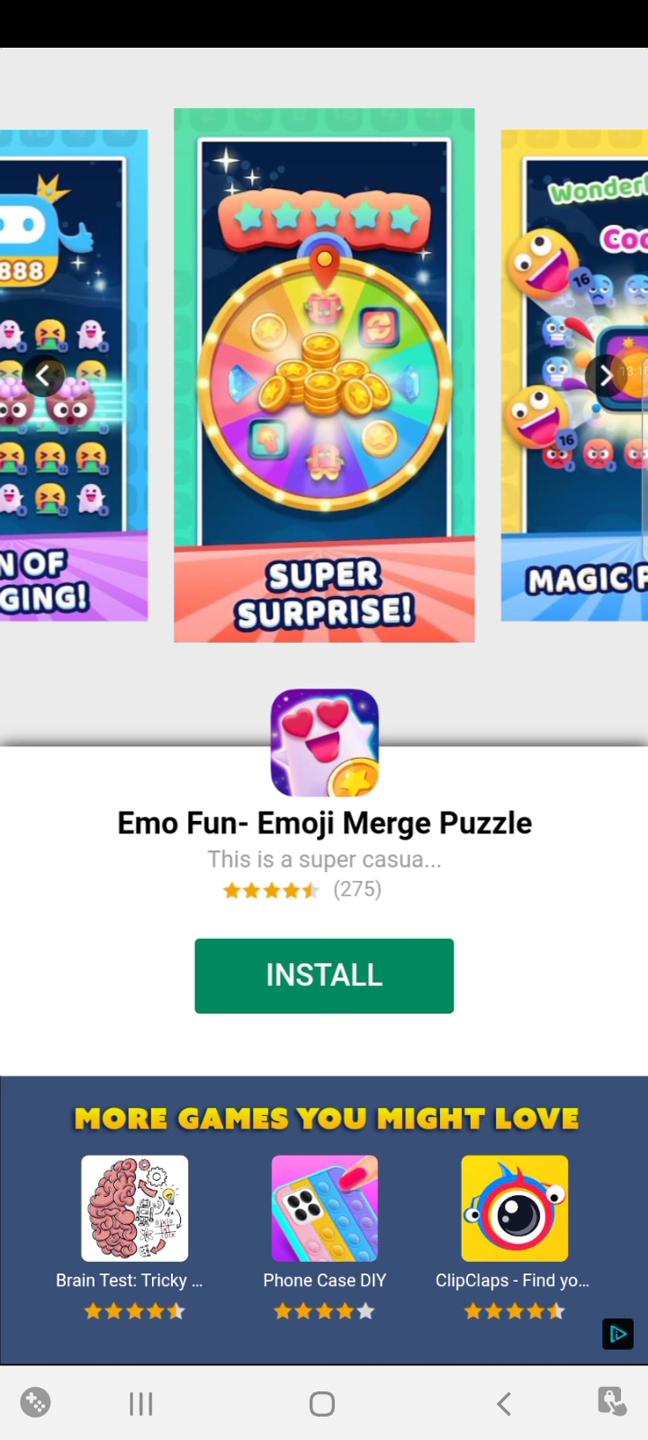 Wonderf
Coo
888
16
16
N OF
GING!
SUPER
SURPRISE!
MAGIC P
Emo Fun- Emoji Merge Puzzle
This is a super casua...
(275)
INSTALL
MORE GAMES YOU MIGHT LOVE
Brain Test: Tricky ...
Phone Case DIY
ClipClaps - Find yo...